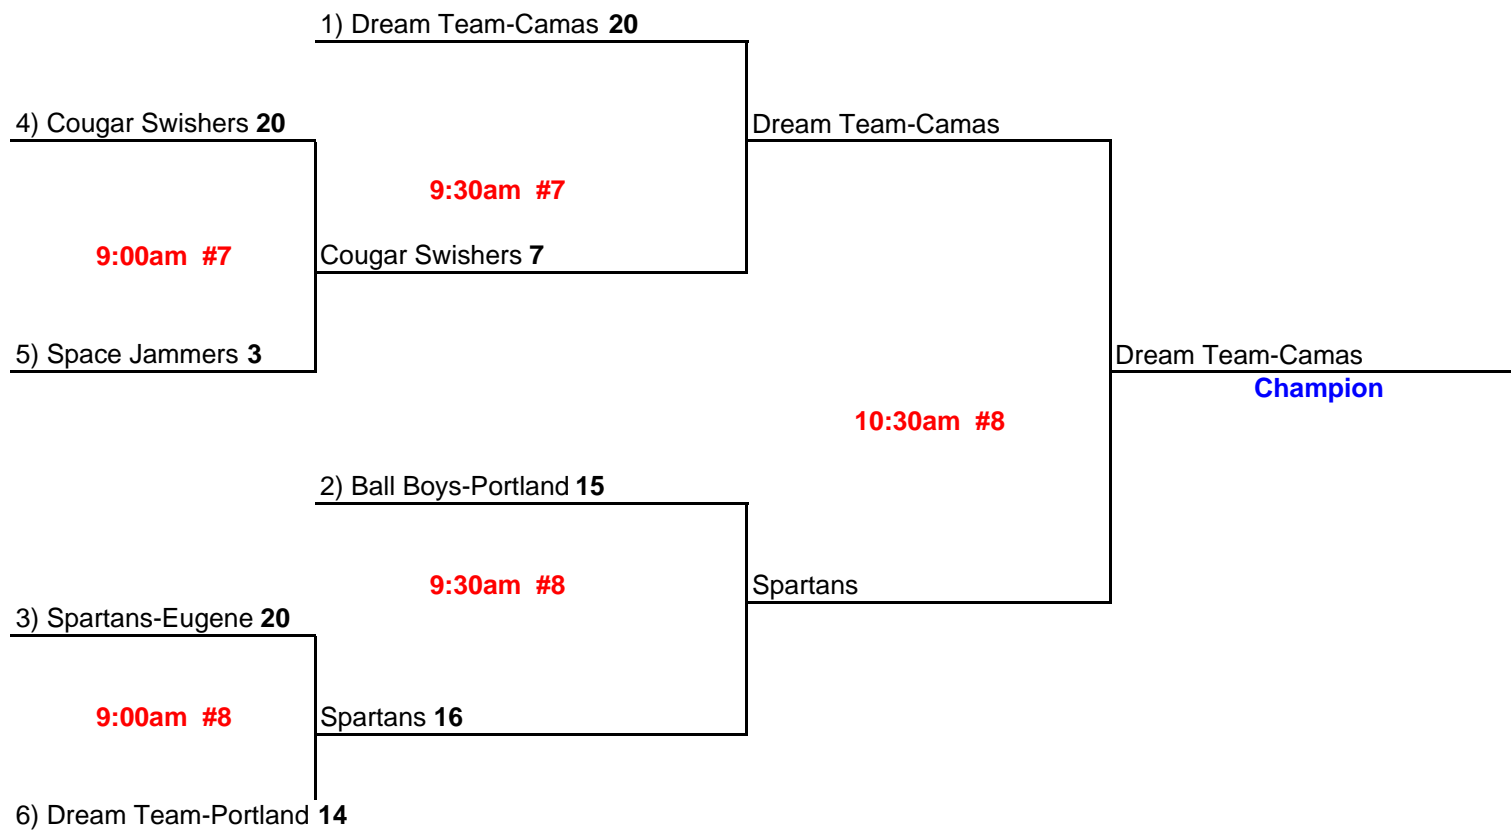 1) Dream Team-Camas 20
4) Cougar Swishers 20
Dream Team-Camas
9:30am #7
9:00am #7
Cougar Swishers 7
5) Space Jammers 3
Dream Team-Camas
Champion
10:30am #8
2) Ball Boys-Portland 15
9:30am #8
Spartans
3) Spartans-Eugene 20
9:00am #8
Spartans 16
6) Dream Team-Portland 14